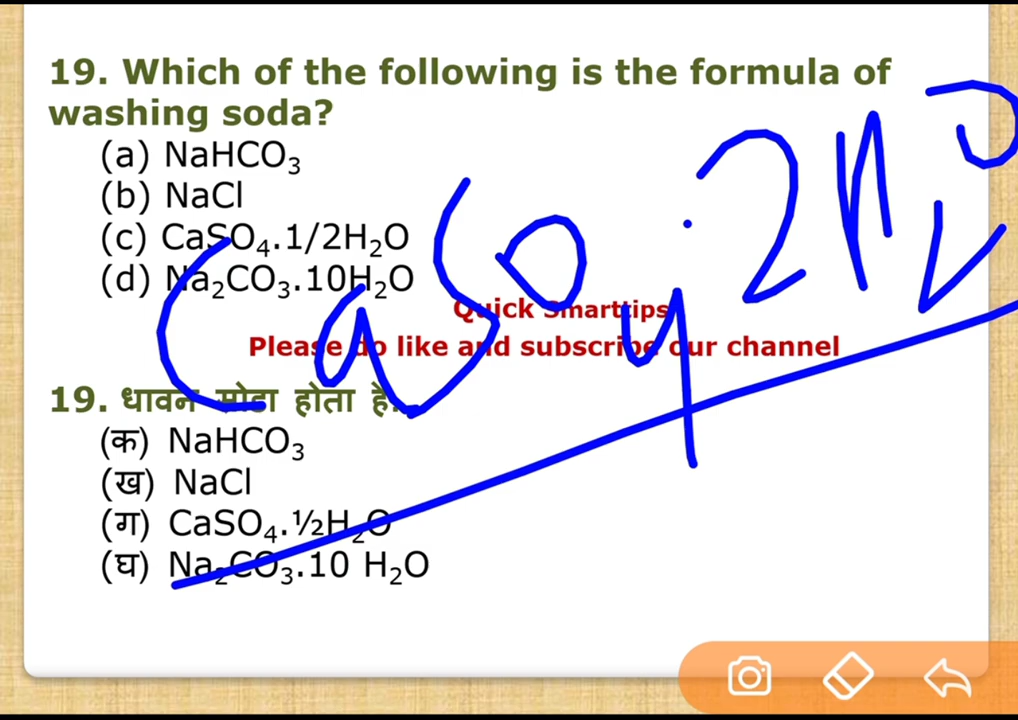 19. Which of the following is the formula of
washing soda?
(a) NaHCO₃
(b) NaCl
(c) CaSO₄.1/2H₂O
(d) Na₂CO₃.10H₂O
CaSO₄.2H₂O
Quick Smarttips
Please do like and subscribe our channel
19. धावन सोडा होता है
(क) NaHCO₃
(ख) NaCl
(ग) CaSO₄.½H₂O
(घ) Na₂CO₃.10 H₂O